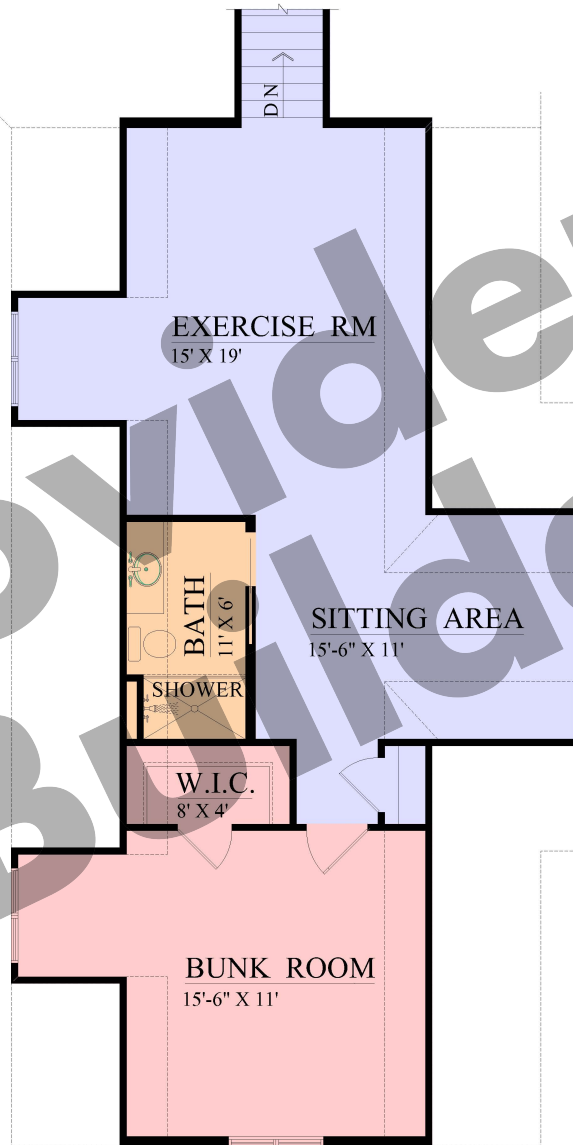 DN
EXERCISE RM
15' X 19'
BATH
11' X 6'
SITTING AREA
15'-6" X 11'
SHOWER
W.I.C.
8' X 4'
BUNK ROOM
15'-6" X 11'
Builde